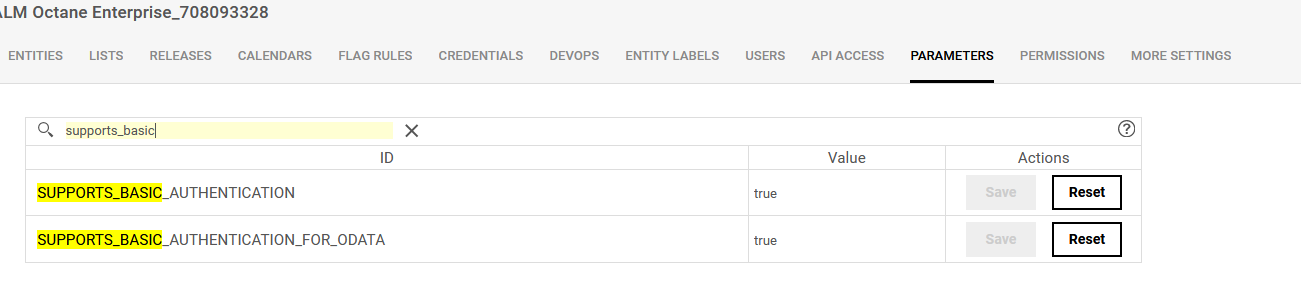 ALM Octane Enterprise_708093328
ENTITIES LISTS RELEASES CALENDARS FLAG RULES CREDENTIALS DEVOPS ENTITY LABELS USERS API ACCESS PARAMETERS PERMISSIONS MORE SETTINGS
supports_basic
ID Value Actions
SUPPORTS_BASIC_AUTHENTICATION true Save Reset
SUPPORTS_BASIC_AUTHENTICATION_FOR_ODATA true Save Reset